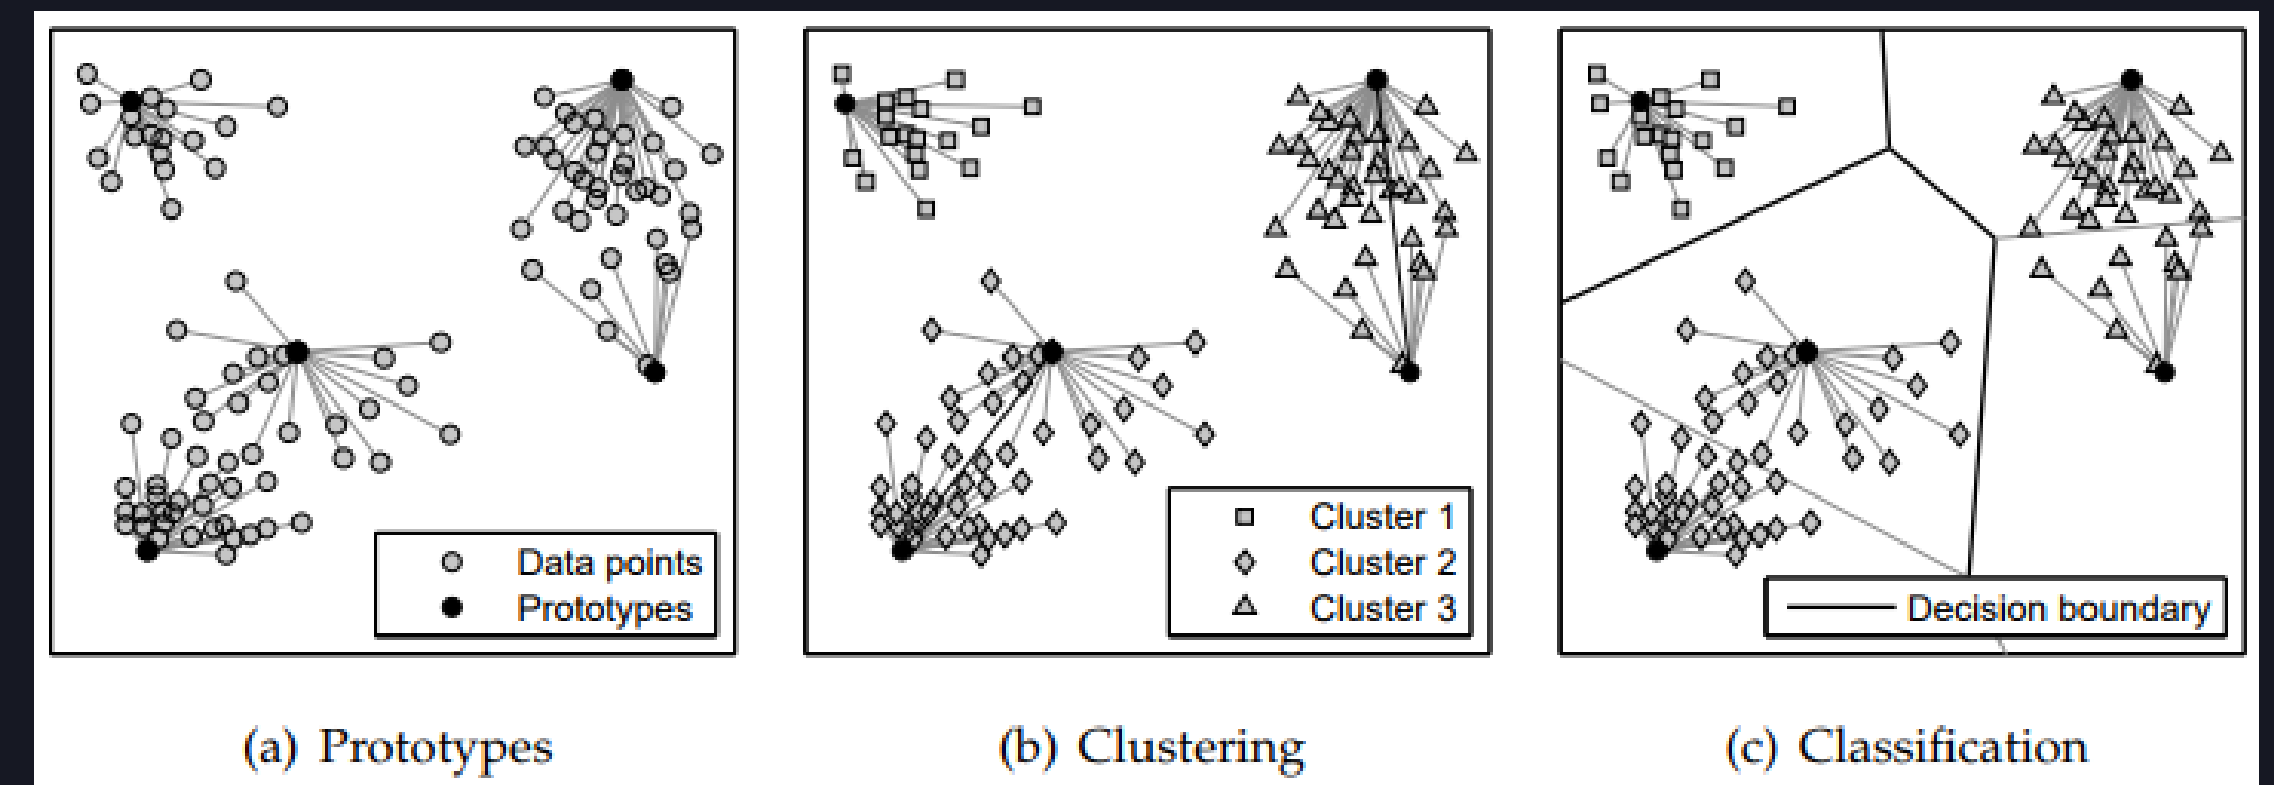 Data points
Prototypes
Cluster 1
Cluster 2
Cluster 3
Decision boundary
(a) Prototypes
(b) Clustering
(c) Classification